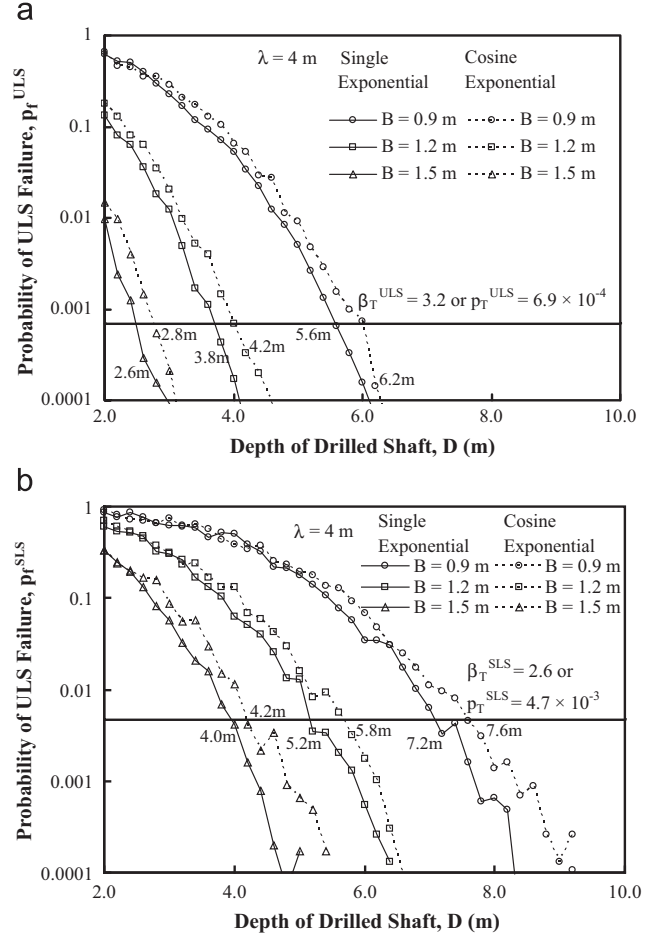 a
λ = 4 m
Single Exponential
Cosine Exponential
B = 0.9 m
B = 0.9 m
B = 1.2 m
B = 1.2 m
B = 1.5 m
B = 1.5 m
Probability of ULS Failure, p_f^ULS
1
0.1
0.01
0.001
0.0001
β_T^ULS = 3.2 or p_T^ULS = 6.9 × 10^-4
2.8m
5.6m
3.8m
4.2m
2.6m
6.2m
2.0
4.0
6.0
8.0
10.0
Depth of Drilled Shaft, D (m)
b
λ = 4 m
Single Exponential
Cosine Exponential
B = 0.9 m
B = 0.9 m
B = 1.2 m
B = 1.2 m
B = 1.5 m
B = 1.5 m
Probability of ULS Failure, p_f^SLS
1
0.1
0.01
0.001
0.0001
β_T^SLS = 2.6 or
p_T^SLS = 4.7 × 10^-3
4.2m
4.0m
5.2m
5.8m
7.2m
7.6m
2.0
4.0
6.0
8.0
10.0
Depth of Drilled Shaft, D (m)